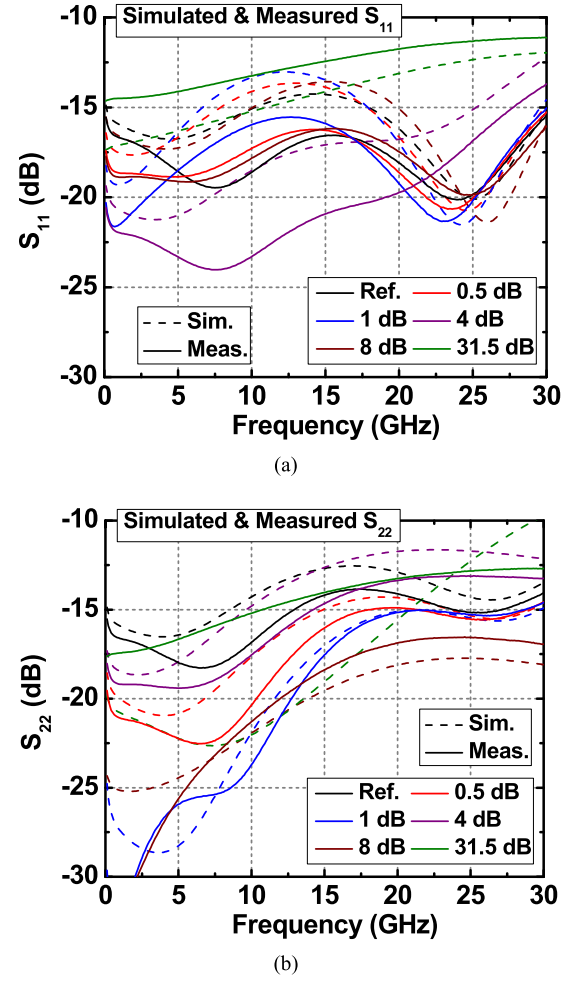 Simulated & Measured S11
-10
-15
-20
-25
-30
S11 (dB)
Sim.
Meas.
Ref. 0.5 dB
1 dB 4 dB
8 dB 31.5 dB
0 5 10 15 20 25 30
Frequency (GHz)
(a)
Simulated & Measured S22
-10
-15
-20
-25
-30
S22 (dB)
Sim.
Meas.
Ref. 0.5 dB
1 dB 4 dB
8 dB 31.5 dB
0 5 10 15 20 25 30
Frequency (GHz)
(b)